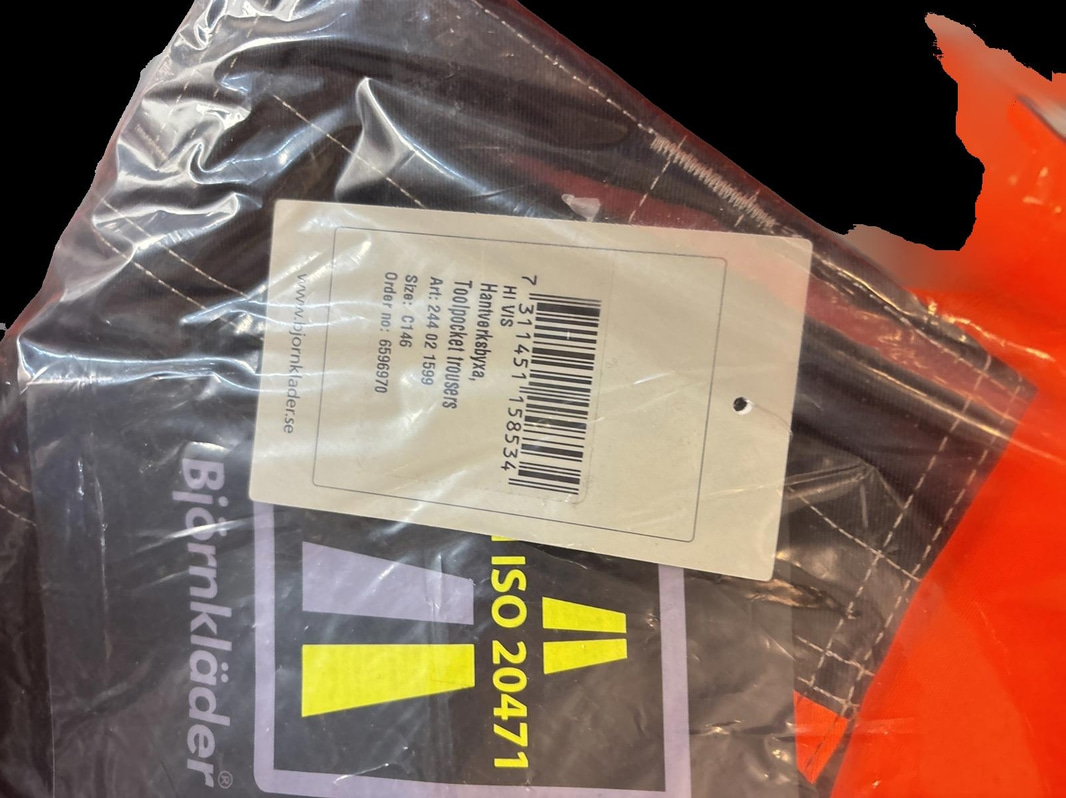 7 311451 158534
HI VIS
Hantverksbyxa,
Toolpocket trousers
Art: 244 02 1599
Size: C146
Order no: 6596970
www.bjornklader.se
ISO 20471
Björnkläder®